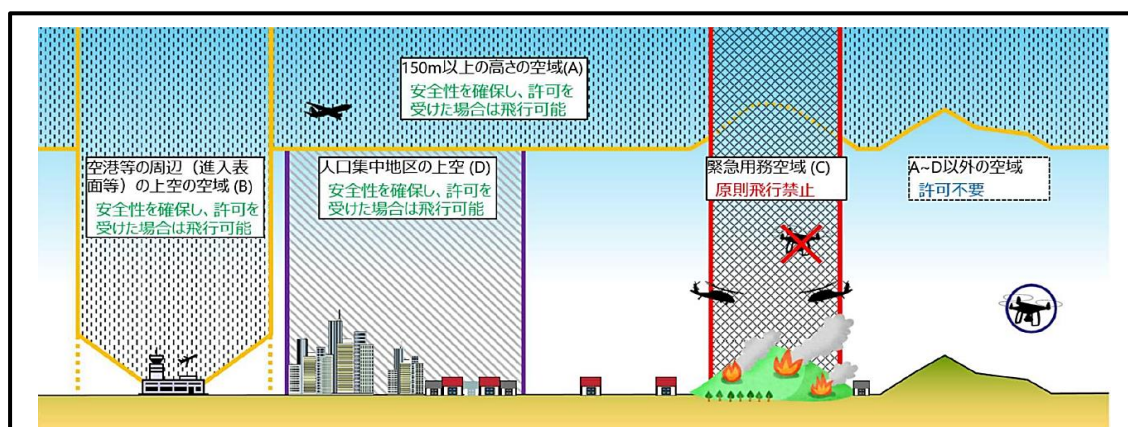 150m以上の高さの空域(A)
安全性を確保し、許可を
受けた場合は飛行可能
空港等の周辺（進入表
面等）の上空の空域(B)
安全性を確保し、許可を
受けた場合は飛行可能
人口集中地区の上空(D)
安全性を確保し、許可を
受けた場合は飛行可能
緊急用務空域(C)
原則飛行禁止
A~D以外の空域
許可不要